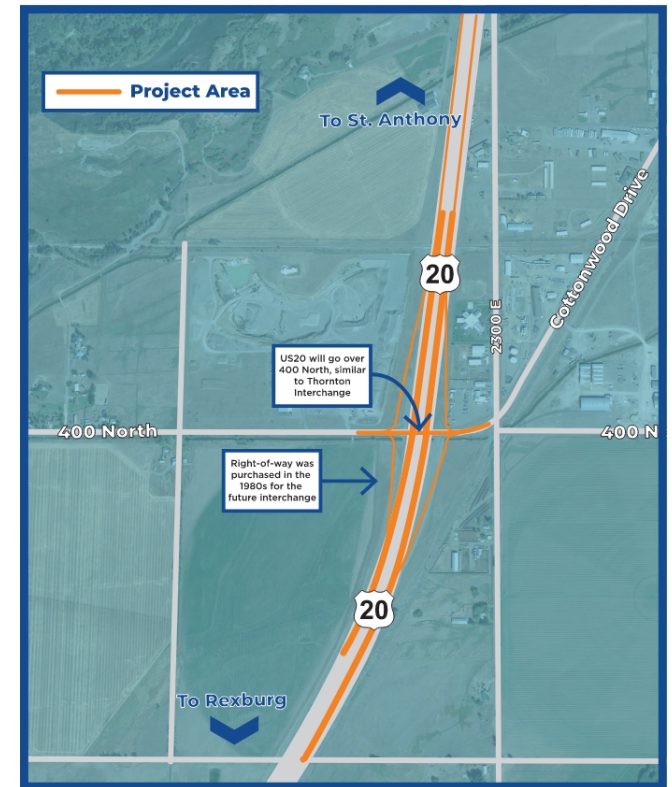 Project Area
To St. Anthony
Cottonwood Drive
20
2300 E
US20 will go over
400 North, similar
to Thornton
Interchange
400 North
400 N
Right-of-way was
purchased in the
1980s for the
future interchange
20
To Rexburg